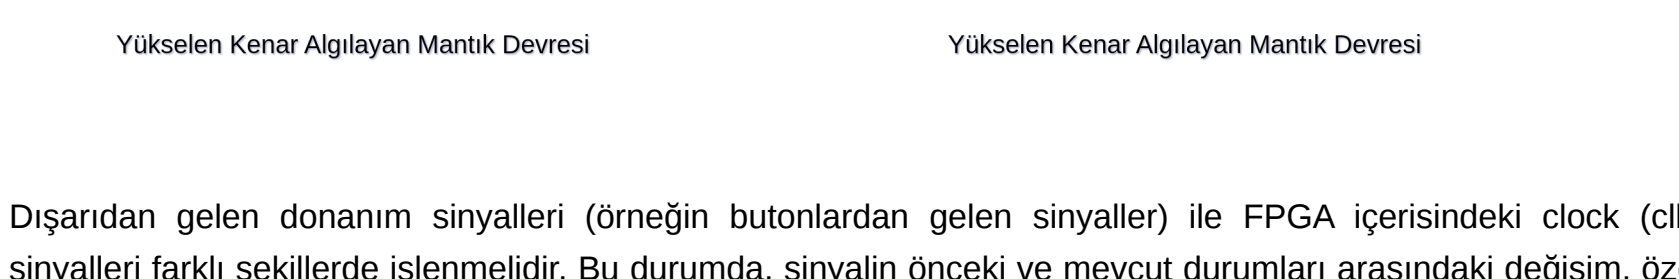 Yükselen Kenar Algılayan Mantık Devresi
Yükselen Kenar Algılayan Mantık Devresi
Dışarıdan gelen donanım sinyalleri (örneğin butonlardan gelen sinyaller) ile FPGA içerisindeki clock
sinyalleri farklı şekillerde işlenmelidir. Bu durumda, sinyalin önceki ve mevcut durumları arasındaki değişim,